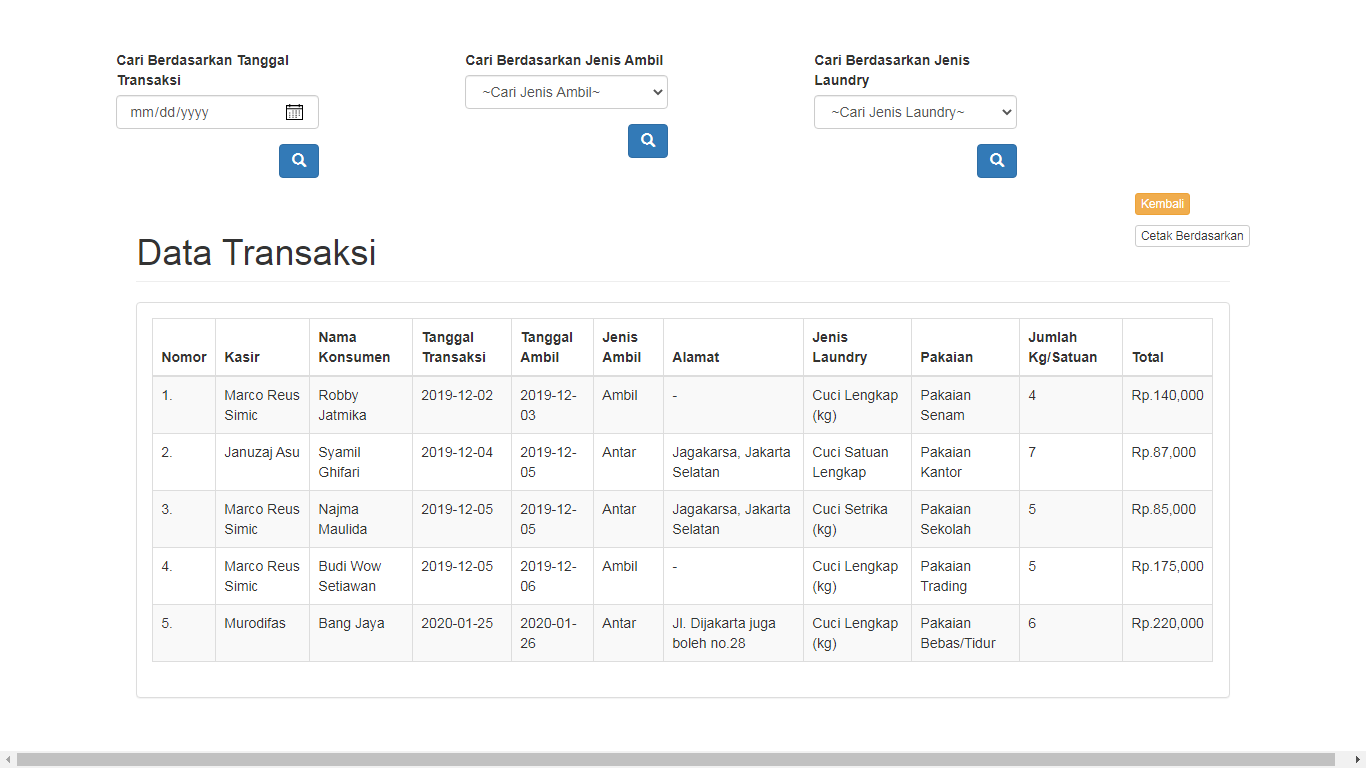 Cari Berdasarkan Tanggal
Transaksi
mm/dd/yyyy
Cari Berdasarkan Jenis Ambil
~Cari Jenis Ambil~
Cari Berdasarkan Jenis
Laundry
~Cari Jenis Laundry~
Kembali
Cetak Berdasarkan
Data Transaksi
Nomor Kasir Nama Konsumen Tanggal Transaksi Tanggal Ambil Jenis Ambil Alamat Jenis Laundry Pakaian Jumlah Kg/Satuan Total
1. Marco Reus Simic Robby Jatmika 2019-12-02 2019-12-03 Ambil - Cuci Lengkap (kg) Pakaian Senam 4 Rp.140,000
2. Januzaj Asu Syamil Ghifari 2019-12-04 2019-12-05 Antar Jagakarsa, Jakarta Selatan Cuci Satuan Lengkap Pakaian Kantor 7 Rp.87,000
3. Marco Reus Simic Najma Maulida 2019-12-05 2019-12-05 Antar Jagakarsa, Jakarta Selatan Cuci Setrika (kg) Pakaian Sekolah 5 Rp.85,000
4. Marco Reus Simic Budi Wow Setiawan 2019-12-05 2019-12-06 Ambil - Cuci Lengkap (kg) Pakaian Trading 5 Rp.175,000
5. Murodifas Bang Jaya 2020-01-25 2020-01-26 Antar Jl. Dijakarta juga boleh no.28 Cuci Lengkap (kg) Pakaian Bebas/Tidur 6 Rp.220,000